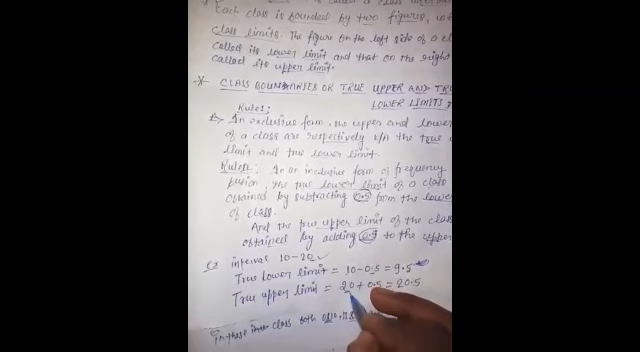 Each class is bounded by two figures,
class limits. The figure on the left side of a
called its lower limit and that on the right
called its upper limit.
* CLASS BOUNDARIES OR TRUE UPPER AND
LOWER LIMITS :
Rule1:
In exclusive form, the upper and lower
of a class are respectively k/n the true
limit and true lower limit.
In an inclusive form of frequency
the true lower limit of a class
obtained by subtracting 0.5 from the lower
of class.
And the true upper limit of the class
obtained by adding 0.5 to the upper
Ex interval 10-20 ✓
True lower limit = 10-0.5 = 9.5
True upper limit = 20+0.5 = 20.5
class both